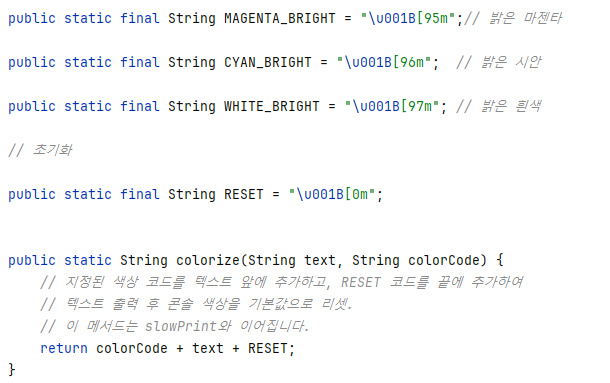 public static final String MAGENTA_BRIGHT = "\u001B[95m";// 밝은 마젠타
public static final String CYAN_BRIGHT = "\u001B[96m";  // 밝은 시안
public static final String WHITE_BRIGHT = "\u001B[97m"; // 밝은 흰색
// 초기화
public static final String RESET = "\u001B[0m";
public static String colorize(String text, String colorCode) {
    // 지정된 색상 코드를 텍스트 앞에 추가하고, RESET 코드를 끝에 추가하여
    // 텍스트 출력 후 콘솔 색상을 기본값으로 리셋.
    // 이 메서드는 slowPrint와 이어집니다.
    return colorCode + text + RESET;
}